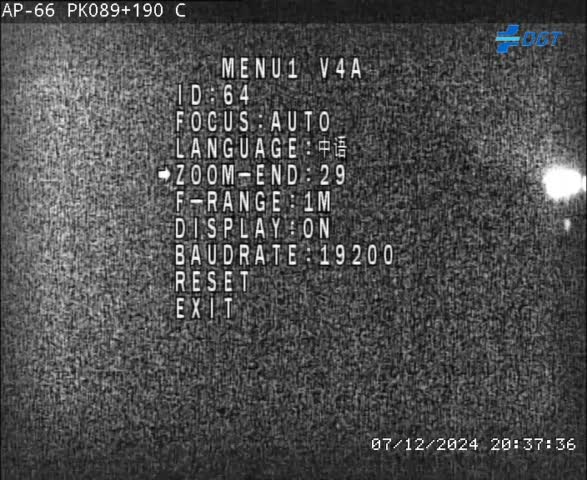 AP-66 PK089+190 C
DGT
MENU1 V4A
ID:64
FOCUS:AUTO
LANGUAGE:中语
ZOOM-END:29
F-RANGE:1M
DISPLAY:ON
BAUDRATE:19200
RESET
EXIT
07/12/2024 20:37:36